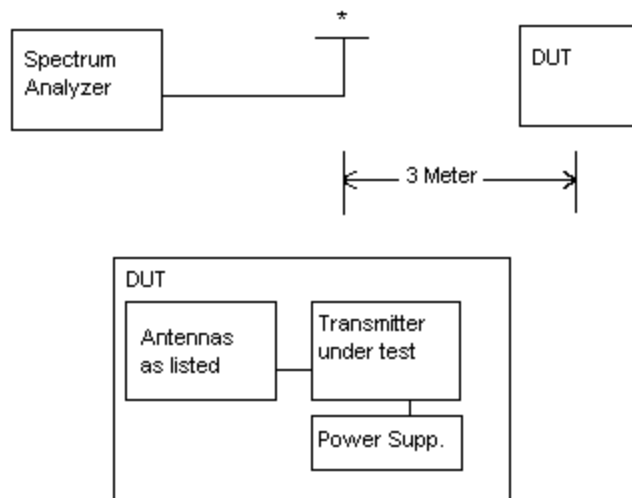 *
Spectrum
Analyzer
DUT
3 Meter
DUT
Antennas
as listed
Transmitter
under test
Power Supp.